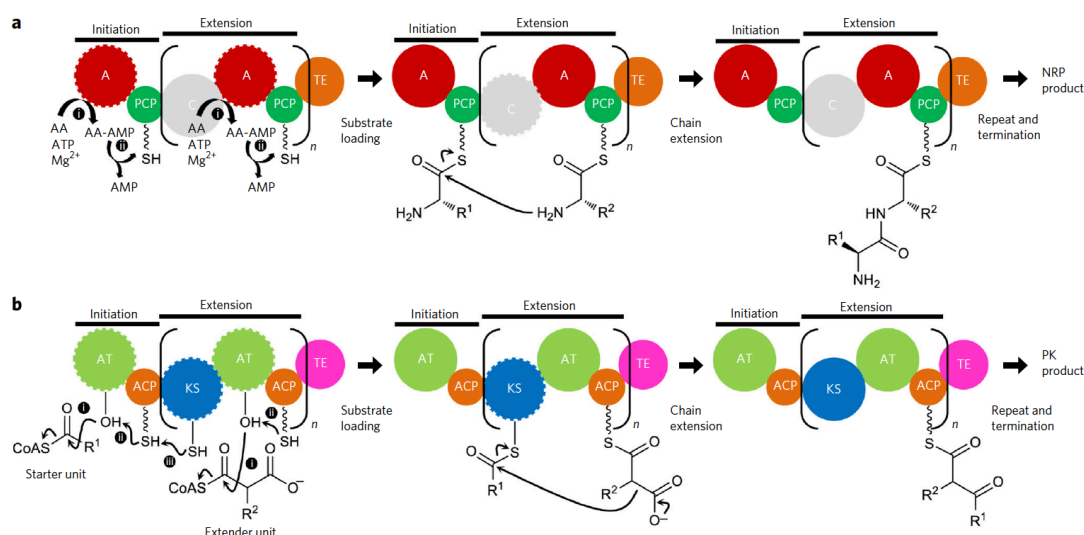 a
Initiation Extension Initiation Extension Initiation Extension
A A TE A A TE A A TE
PCP C PCP PCP C PCP PCP C PCP
NRP
product
i i
AA AA-AMP AA AA-AMP
ATP ii ATP ii
Mg2+ SH Mg2+ SH
AMP AMP
n n n
Substrate
loading
S S
O O
H2N R1 H2N R2
Chain
extension
S
O
HN R2
R1 O
NH2
Repeat and
termination
b
Initiation Extension Initiation Extension Initiation Extension
AT AT TE AT AT TE AT AT TE
ACP KS ACP ACP KS ACP ACP KS ACP
PK
product
O i OH ii SH iii SH OH ii SH
CoAS R1
Starter unit
O O i
CoAS O−
R2
Extender unit
n n n
Substrate
loading
S S
O O
R1 R2 O
O−
Chain
extension
S
O
R2 O
R1
Repeat and
termination